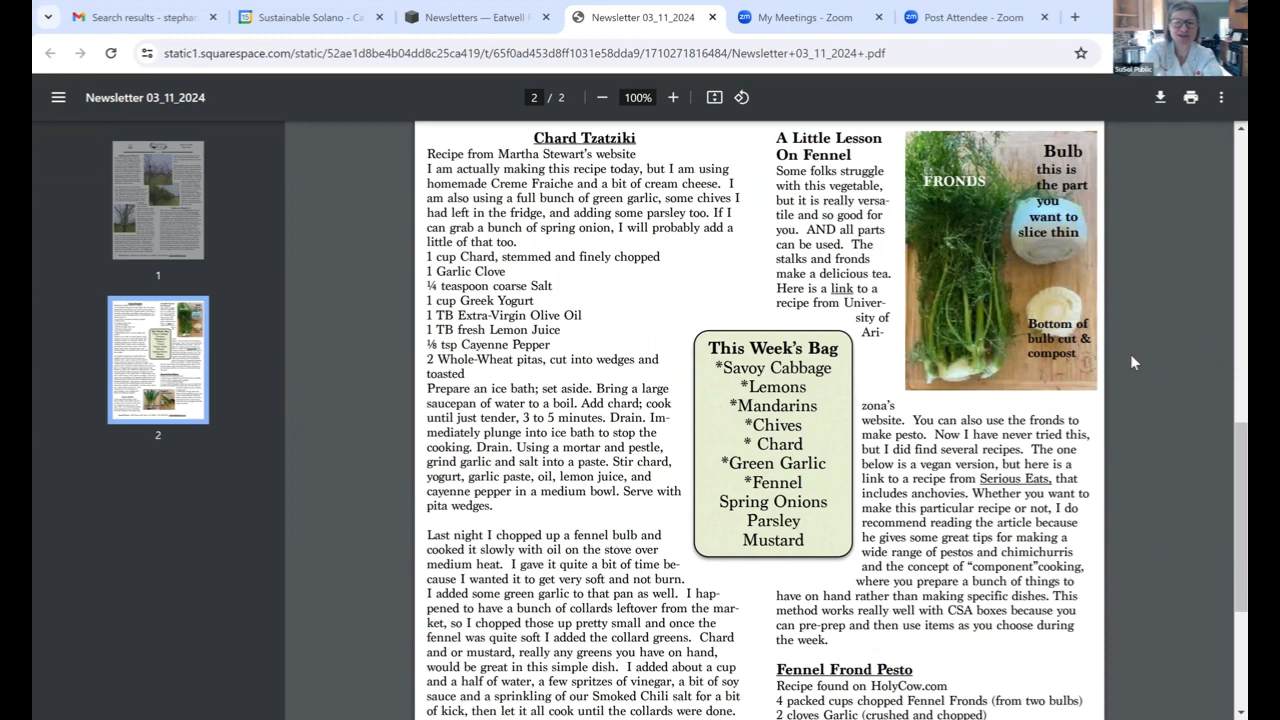 Search results - stephan
Sustainable Solano - Ca
Newsletters — Eatwell F
Newsletter 03_11_2024
My Meetings - Zoom
Post Attendee - Zoom
static1.squarespace.com/static/52ae1d8be4b04dd8c25ce419/t/65f0ad453d8ff1031e58dda9/1710271816484/Newsletter+03_11_2024+.pdf
SuSol Public
Newsletter 03_11_2024
2 / 2
100%
1
2
Chard Tzatziki
Recipe from Martha Stewart's website
I am actually making this recipe today, but I am using
homemade Creme Fraiche and a bit of cream cheese. I
am also using a full bunch of green garlic, some chives I
had left in the fridge, and adding some parsley too. If I
can grab a bunch of spring onion, I will probably add a
little of that too.
1 cup Chard, stemmed and finely chopped
1 Garlic Clove
¼ teaspoon coarse Salt
1 cup Greek Yogurt
1 TB Extra-Virgin Olive Oil
1 TB fresh Lemon Juice
⅛ tsp Cayenne Pepper
2 Whole-Wheat pitas, cut into wedges and
toasted
Prepare an ice bath; set aside. Bring a large
saucepan of water to a boil. Add chard; cook
until just tender, 3 to 5 minutes. Drain. Im-
mediately plunge into ice bath to stop the
cooking. Drain. Using a mortar and pestle,
grind garlic and salt into a paste. Stir chard,
yogurt, garlic paste, oil, lemon juice, and
cayenne pepper in a medium bowl. Serve with
pita wedges.
Last night I chopped up a fennel bulb and
cooked it slowly with oil on the stove over
medium heat. I gave it quite a bit of time be-
cause I wanted it to get very soft and not burn.
I added some green garlic to that pan as well. I hap-
pened to have a bunch of collards leftover from the mar-
ket, so I chopped those up pretty small and once the
fennel was quite soft I added the collard greens. Chard
and or mustard, really any greens you have on hand,
would be great in this simple dish. I added about a cup
and a half of water, a few spritzes of vinegar, a bit of soy
sauce and a sprinkling of our Smoked Chili salt for a bit
of kick, then let it all cook until the collards were done.
This Week's Bag
*Savoy Cabbage
*Lemons
*Mandarins
*Chives
* Chard
*Green Garlic
*Fennel
Spring Onions
Parsley
Mustard
A Little Lesson
On Fennel
Some folks struggle
with this vegetable,
but it is really versa-
tile and so good for
you. AND all parts
can be used. The
stalks and fronds
make a delicious tea.
Here is a link to a
recipe from Univer-
sity of
Ari-
zona's
website. You can also use the fronds to
make pesto. Now I have never tried this,
but I did find several recipes. The one
below is a vegan version, but here is a
link to a recipe from Serious Eats, that
includes anchovies. Whether you want to
make this particular recipe or not, I do
recommend reading the article because
he gives some great tips for making a
wide range of pestos and chimichurris
and the concept of “component”cooking,
where you prepare a bunch of things to
have on hand rather than making specific dishes. This
method works really well with CSA boxes because you
can pre-prep and then use items as you choose during
the week.
FRONDS
Bulb
this is
the part
you
want to
slice thin
Bottom of
bulb cut &
compost
Fennel Frond Pesto
Recipe found on HolyCow.com
4 packed cups chopped Fennel Fronds (from two bulbs)
2 cloves Garlic (crushed and chopped)